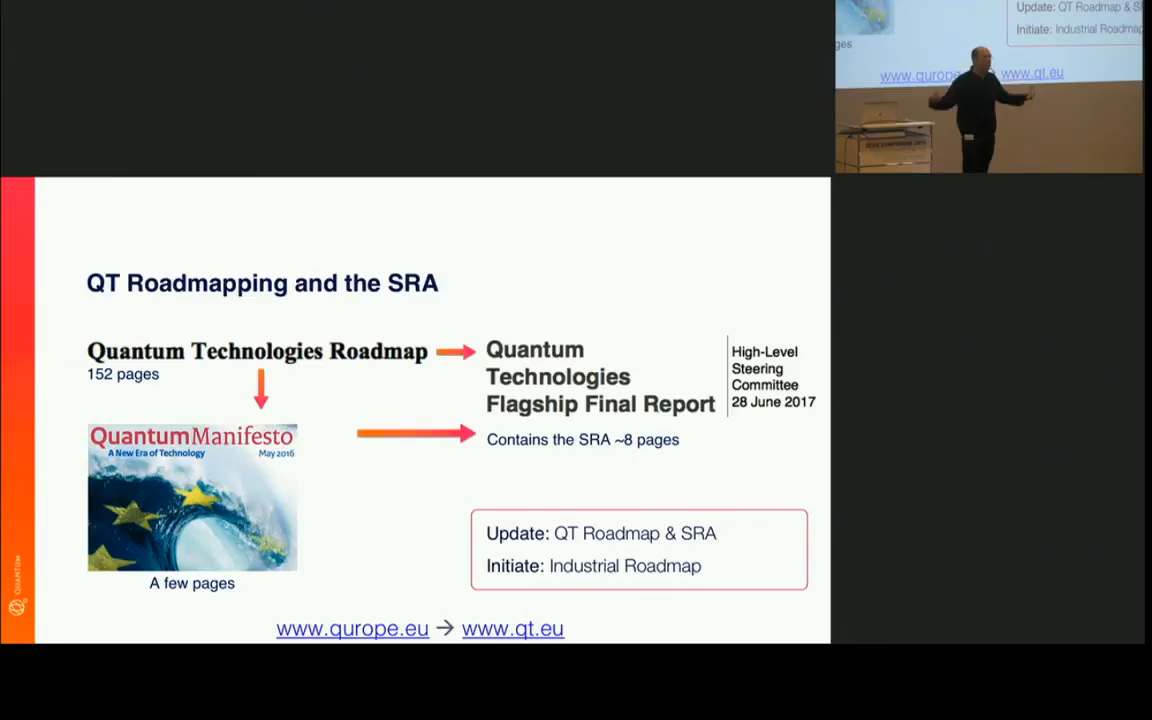 QT Roadmapping and the SRA
Quantum Technologies Roadmap
152 pages
Quantum
Technologies
Flagship Final Report
High-Level
Steering
Committee
28 June 2017
Contains the SRA ~8 pages
QuantumManifesto
A New Era of Technology
May 2016
A few pages
Update: QT Roadmap & SRA
Initiate: Industrial Roadmap
www.qurope.eu → www.qt.eu
QUANTUM
Update: QT Roadmap & S
Initiate: Industrial Roadmap
ges
www.qurope
www.qt.eu